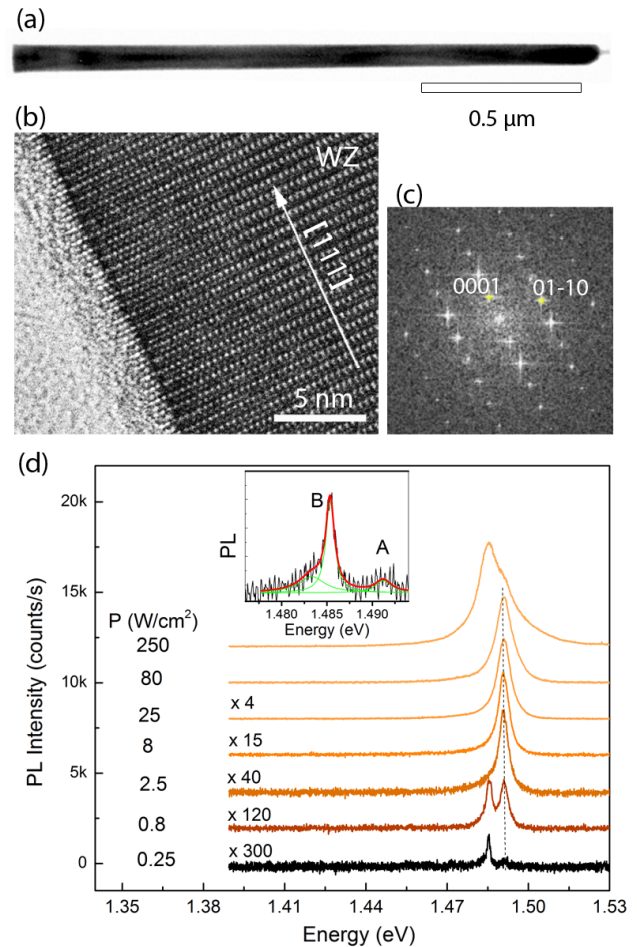 (a)
0.5 µm
(b)
WZ
[1111]
5 nm
(c)
0001
01-10
(d)
PL Intensity (counts/s)
20k
15k
10k
5k
0
P (W/cm²)
250
80
25
8
2.5
0.8
0.25
x 4
x 15
x 40
x 120
x 300
PL
B
A
1.480 1.485 1.490
Energy (eV)
1.35 1.38 1.41 1.44 1.47 1.50 1.53
Energy (eV)